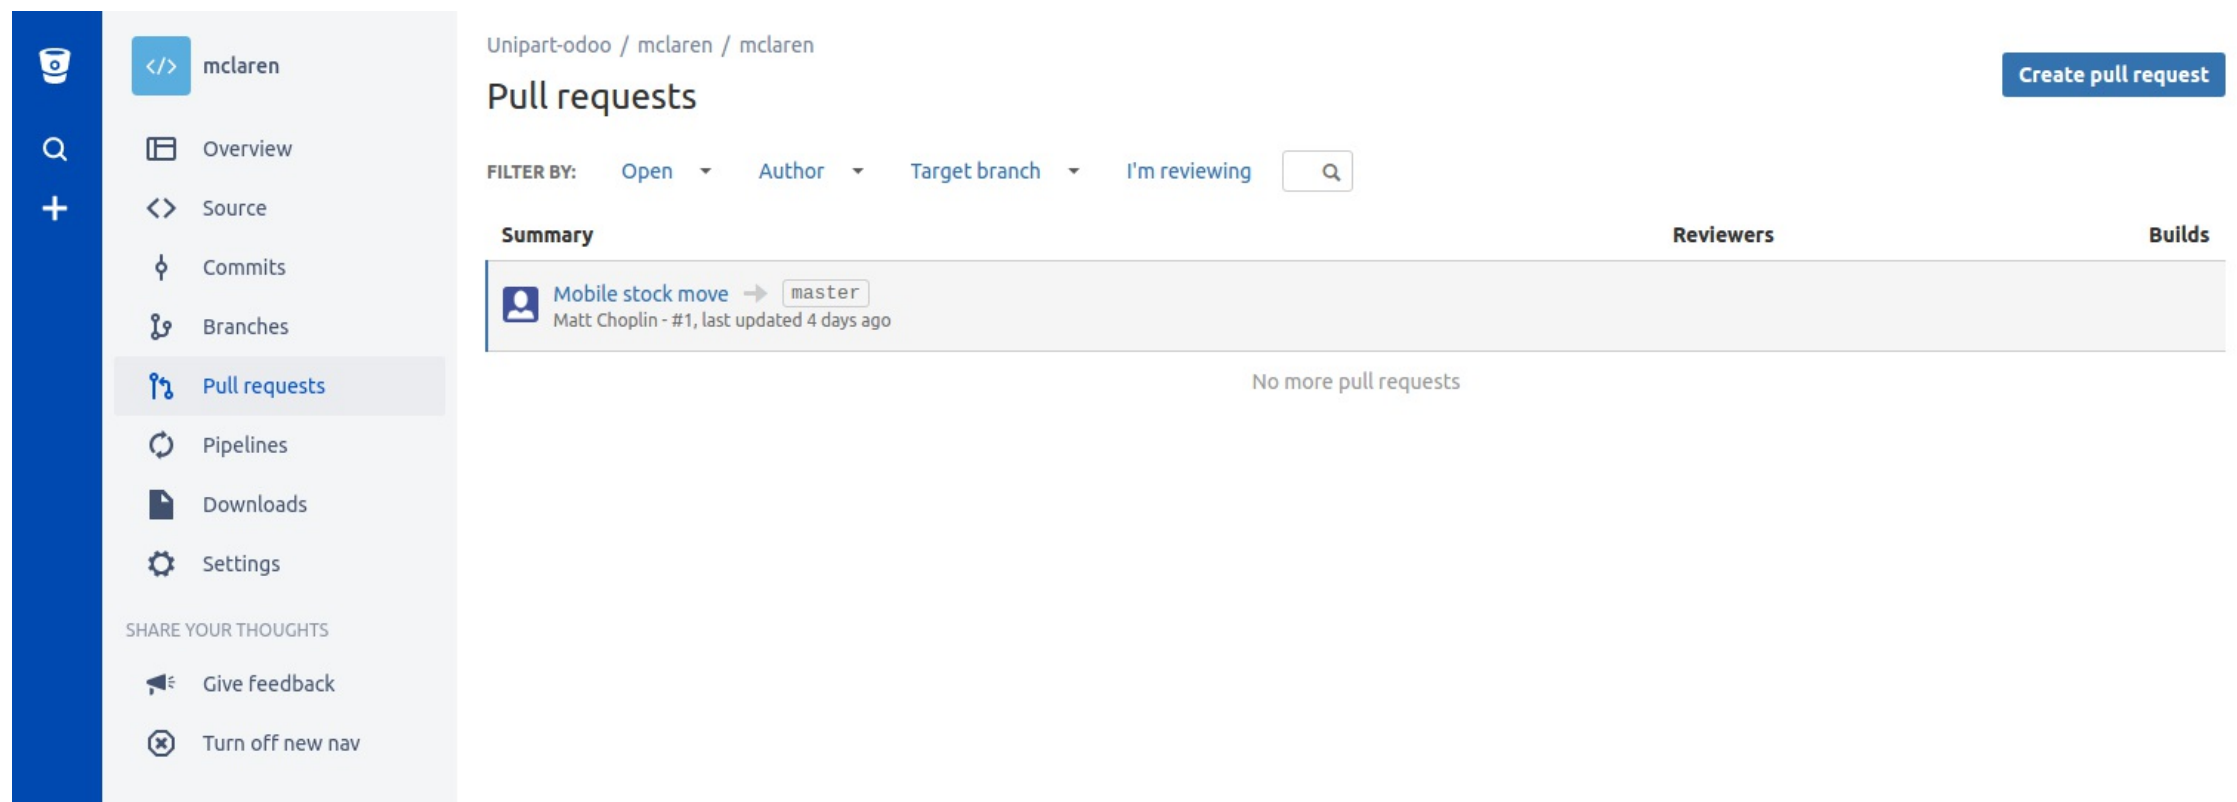 mclaren
Overview
Source
Commits
Branches
Pull requests
Pipelines
Downloads
Settings
SHARE YOUR THOUGHTS
Give feedback
Turn off new nav
Unipart-odoo / mclaren / mclaren
Pull requests
Create pull request
FILTER BY: Open Author Target branch I'm reviewing
Summary Reviewers Builds
Mobile stock move master
Matt Choplin - #1, last updated 4 days ago
No more pull requests